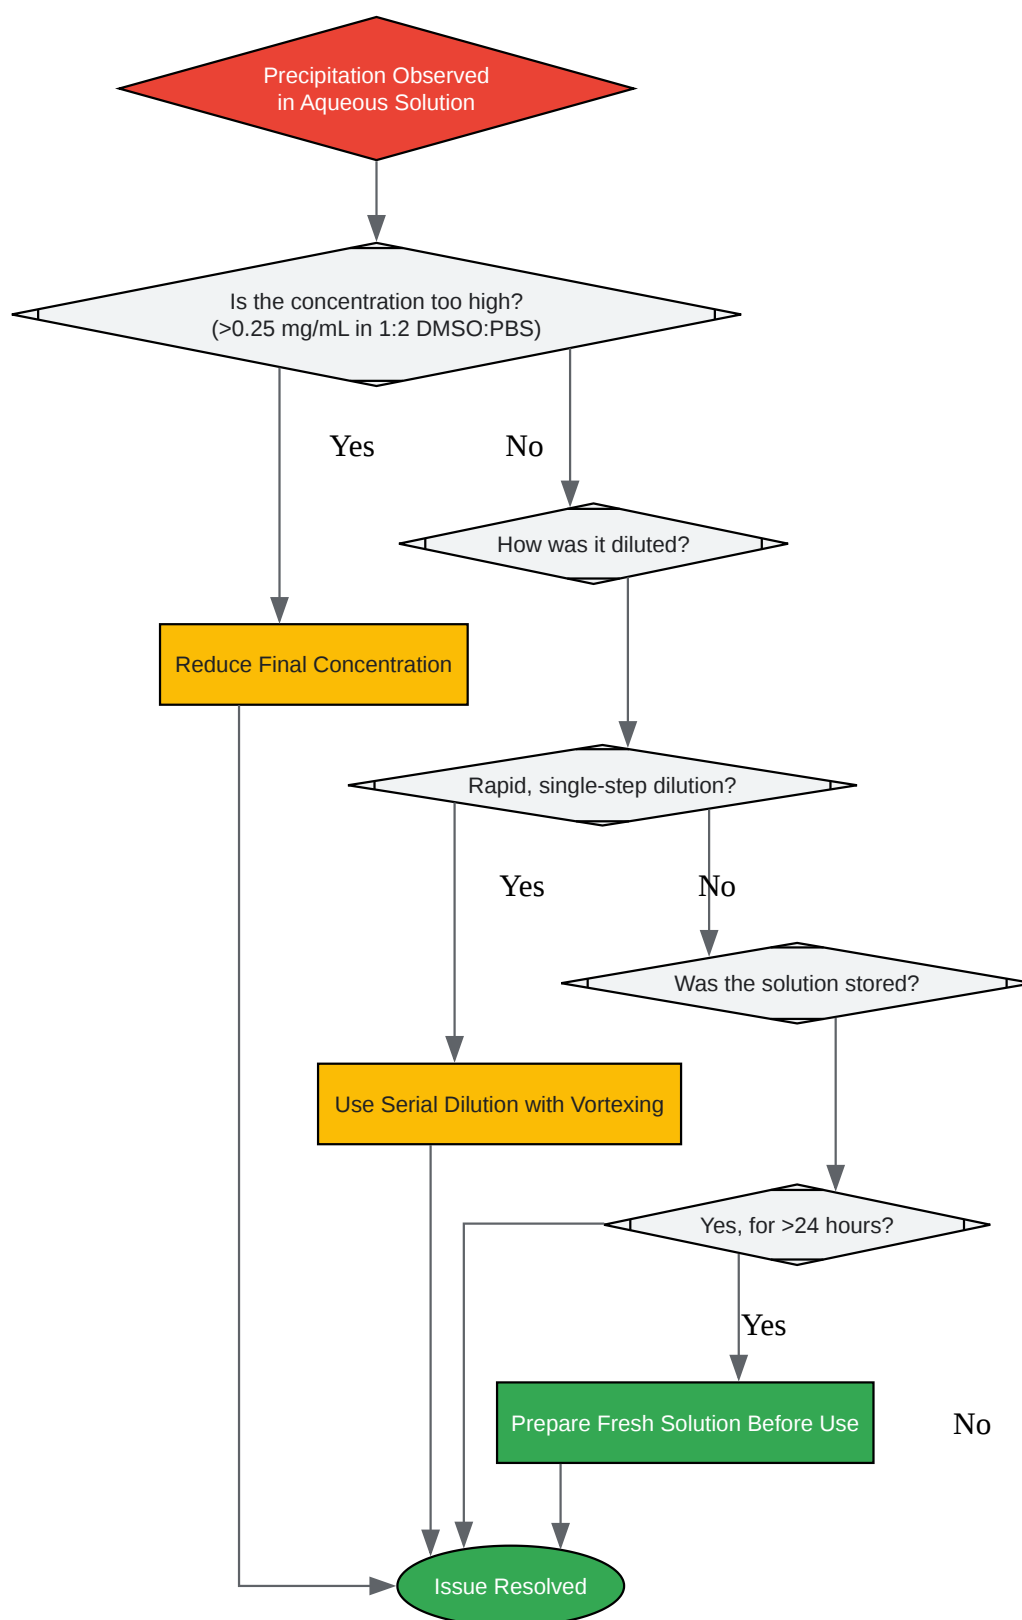 Precipitation Observed
in Aqueous Solution
Is the concentration too high?
(>0.25 mg/mL in 1:2 DMSO:PBS)
Yes
No
How was it diluted?
Reduce Final Concentration
Rapid, single-step dilution?
Yes
No
Was the solution stored?
Use Serial Dilution with Vortexing
Yes, for >24 hours?
Yes
Prepare Fresh Solution Before Use
No
Issue Resolved